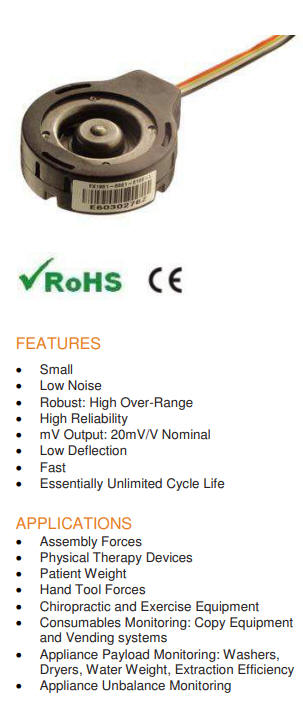 E60302762
RoHS CE
FEATURES
• Small
• Low Noise
• Robust: High Over-Range
• High Reliability
• mV Output: 20mV/V Nominal
• Low Deflection
• Fast
• Essentially Unlimited Cycle Life
APPLICATIONS
• Assembly Forces
• Physical Therapy Devices
• Patient Weight
• Hand Tool Forces
• Chiropractic and Exercise Equipment
• Consumables Monitoring: Copy Equipment
and Vending systems
• Appliance Payload Monitoring: Washers,
Dryers, Water Weight, Extraction Efficiency
• Appliance Unbalance Monitoring